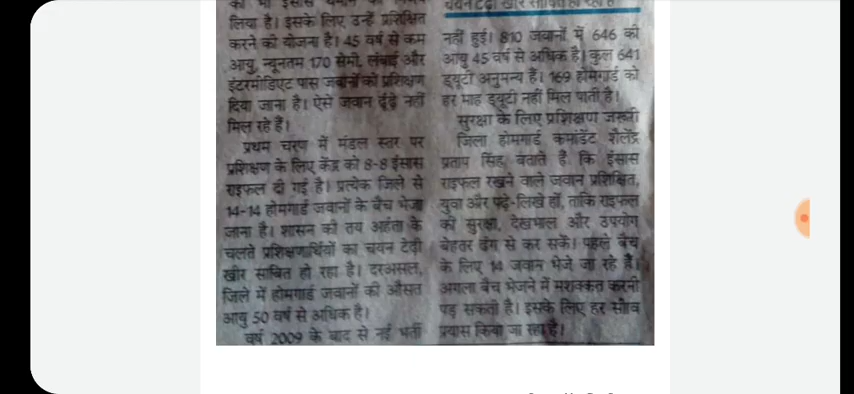 लिया है। इसके लिए उन्हें प्रशिक्षित
करने की योजना है। 45 वर्ष से कम
आयु, न्यूनतम 170 सेमी. लंबाई और
इंटरमीडिएट पास जवानों को प्रशिक्षण
दिया जाना है। ऐसे जवान ढूंढ़े नहीं
मिल रहे हैं।
प्रथम चरण में मंडल स्तर पर
प्रशिक्षण के लिए केंद्र को 8-8 इंसास
राइफल दी गई है। प्रत्येक जिले से
14-14 होमगार्ड जवानों के बैच भेजा
जाना है। शासन की तय अर्हता के
चलते प्रशिक्षणार्थियों का चयन टेढ़ी
खीर साबित हो रहा है। दरअसल,
जिले में होमगार्ड जवानों की औसत
आयु 50 वर्ष से अधिक है।
वर्ष 2009 के बाद से नई भर्ती
नहीं हुई। 810 जवानों में 646 की
आयु 45 वर्ष से अधिक है। कुल 641
ड्यूटी अनुमन्य हैं। 169 होमगार्ड को
हर माह ड्यूटी नहीं मिल पाती है।
सुरक्षा के लिए प्रशिक्षण जरूरी
जिला होमगार्ड कमांडेंट शैलेंद्र
प्रताप सिंह बताते हैं कि इंसास
राइफल रखने वाले जवान प्रशिक्षित,
युवा और पढ़े-लिखे हों, ताकि राइफल
की सुरक्षा, देखभाल और उपयोग
बेहतर ढंग से कर सकें। पहले बैच
के लिए 14 जवान भेजे जा रहे हैं।
अगला बैच भेजने में मशक्कत करनी
पड़ सकती है। इसके लिए हर संभव
प्रयास किया जा रहा है।